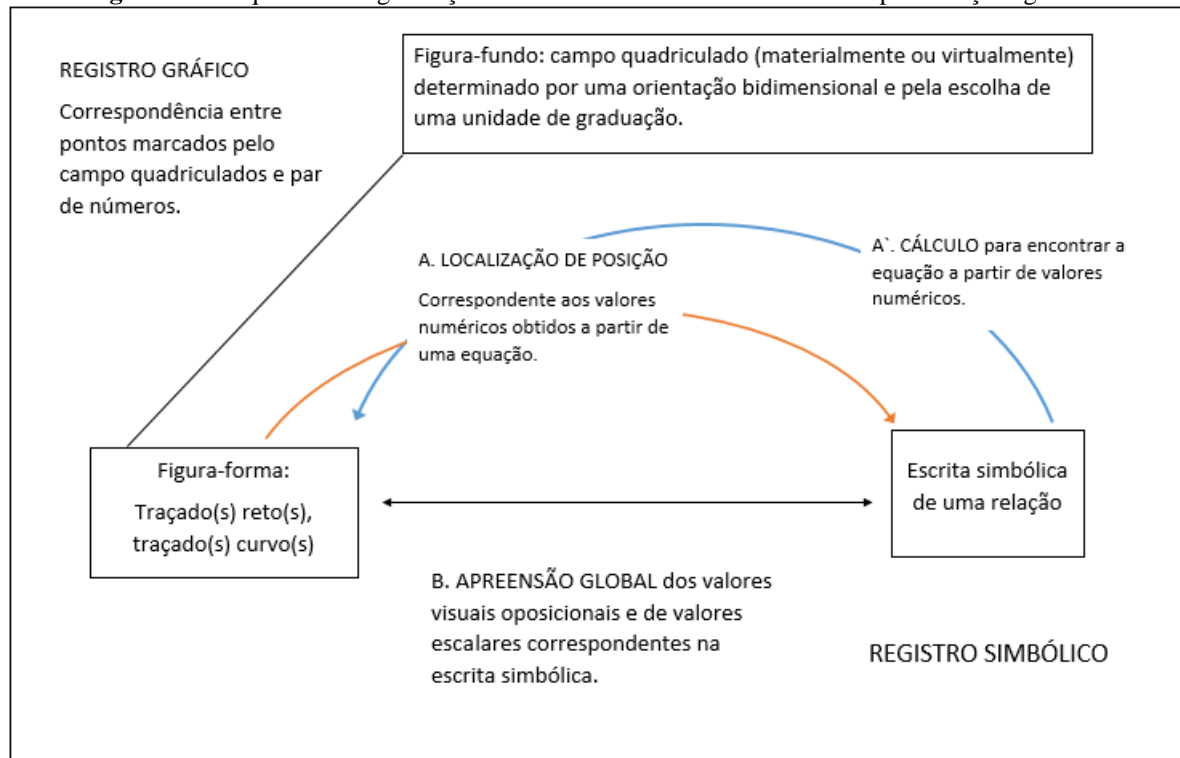 REGISTRO GRÁFICO
Correspondência entre
pontos marcados pelo
campo quadriculados e par
de números.
Figura-fundo: campo quadriculado (materialmente ou virtualmente)
determinado por uma orientação bidimensional e pela escolha de
uma unidade de graduação.
A. LOCALIZAÇÃO DE POSIÇÃO
Correspondente aos valores
numéricos obtidos a partir de
uma equação.
A`. CÁLCULO para encontrar a
equação a partir de valores
numéricos.
Figura-forma:
Traçado(s) reto(s),
traçado(s) curvo(s)
Escrita simbólica
de uma relação
B. APREENSÃO GLOBAL dos valores
visuais oposicionais e de valores
escalares correspondentes na
escrita simbólica.
REGISTRO SIMBÓLICO